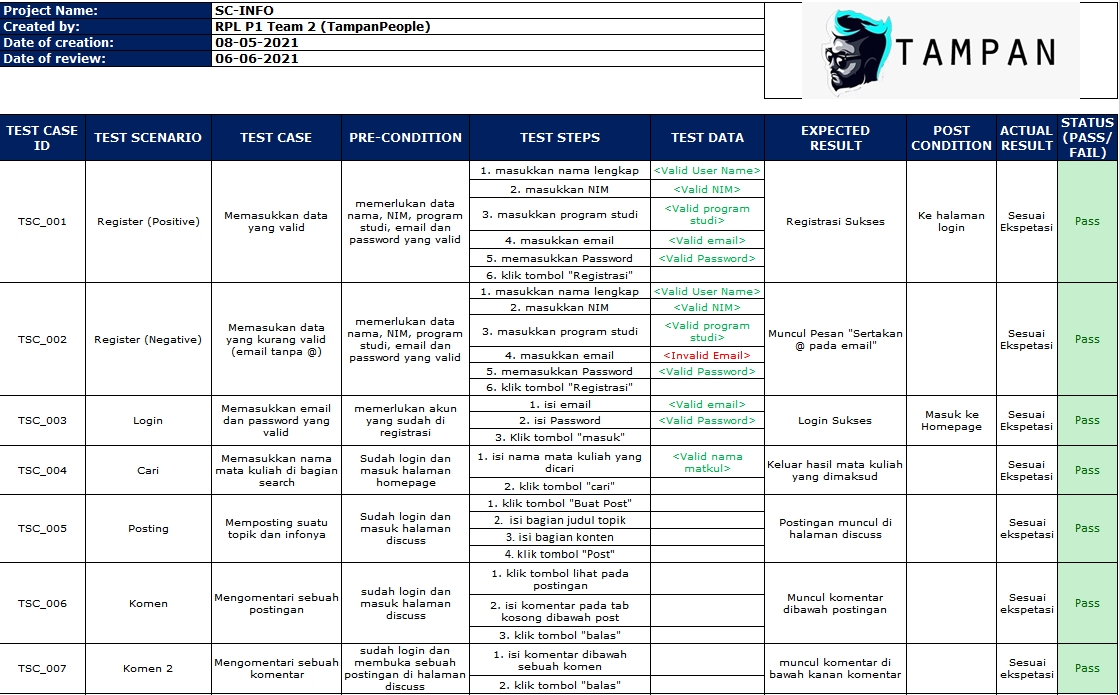 Project Name: SC-INFO
Created by: RPL P1 Team 2 (TampanPeople)
Date of creation: 08-05-2021
Date of review: 06-06-2021
TAMPAN
TEST CASE
ID
TEST SCENARIO
TEST CASE
PRE-CONDITION
TEST STEPS
TEST DATA
EXPECTED
RESULT
POST
CONDITION
ACTUAL
RESULT
STATUS
(PASS/
FAIL)
TSC_001
Register (Positive)
Memasukkan data
yang valid
memerlukan data
nama, NIM, program
studi, email dan
password yang valid
1. masukkan nama lengkap <Valid User Name>
2. masukkan NIM <Valid NIM>
3. masukkan program studi <Valid program
studi>
4. masukkan email <Valid email>
5. memasukkan Password <Valid Password>
6. klik tombol "Registrasi"
Registrasi Sukses
Ke halaman
login
Sesuai
Ekspetasi
Pass
TSC_002
Register (Negative)
Memasukan data
yang kurang valid
(email tanpa @)
memerlukan data
nama, NIM, program
studi, email dan
password yang valid
1. masukkan nama lengkap <Valid User Name>
2. masukkan NIM <Valid NIM>
3. masukkan program studi <Valid program
studi>
4. masukkan email <Invalid Email>
5. memasukkan Password <Valid Password>
6. klik tombol "Registrasi"
Muncul Pesan "Sertakan
@ pada email"
Sesuai
Ekspetasi
Pass
TSC_003
Login
Memasukkan email
dan password yang
valid
memerlukan akun
yang sudah di
registrasi
1. isi email <Valid email>
2. isi Password <Valid Password>
3. Klik tombol "masuk"
Login Sukses
Masuk ke
Homepage
Sesuai
Ekspetasi
Pass
TSC_004
Cari
Memasukkan nama
mata kuliah di bagian
search
Sudah login dan
masuk halaman
homepage
1. isi nama mata kuliah yang
dicari
<Valid nama
matkul>
2. klik tombol "cari"
Keluar hasil mata kuliah
yang dimaksud
Sesuai
Ekspetasi
Pass
TSC_005
Posting
Memposting suatu
topik dan infonya
Sudah login dan
masuk halaman
discuss
1. klik tombol "Buat Post"
2. isi bagian judul topik
3. isi bagian konten
4. klik tombol "Post"
Postingan muncul di
halaman discuss
Sesuai
ekspetasi
Pass
TSC_006
Komen
Mengomentari sebuah
postingan
sudah login dan
masuk halaman
discuss
1. klik tombol lihat pada
postingan
2. isi komentar pada tab
kosong dibawah post
3. klik tombol "balas"
Muncul komentar
dibawah postingan
Sesuai
ekspetasi
Pass
TSC_007
Komen 2
Mengomentari sebuah
komentar
sudah login dan
membuka sebuah
postingan di halaman
discuss
1. isi komentar dibawah
sebuah komen
2. klik tombol "balas"
muncul komentar di
bawah kanan komentar
Sesuai
ekspetasi
Pass